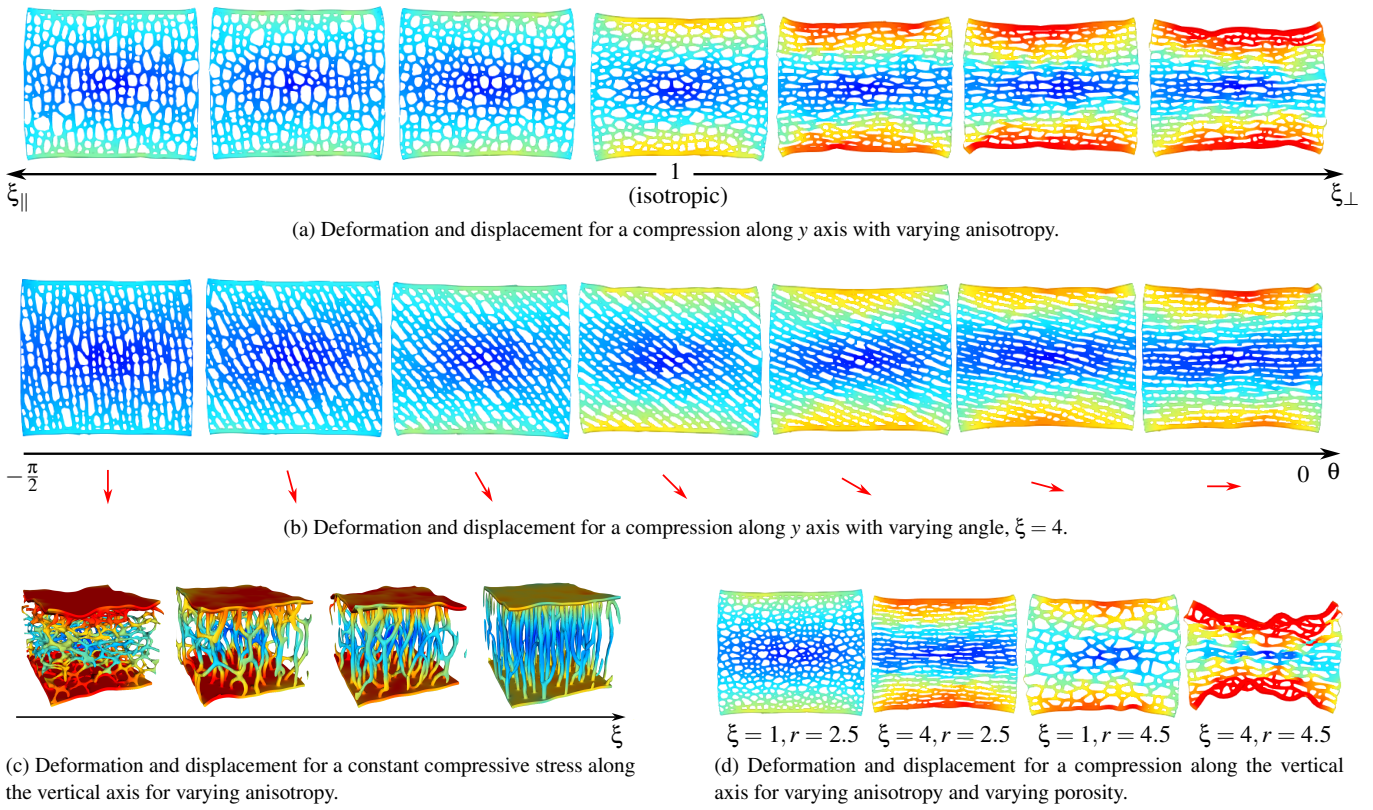 1
ξ∥ (isotropic) ξ⊥
(a) Deformation and displacement for a compression along y axis with varying anisotropy.
−π/2 0 θ
(b) Deformation and displacement for a compression along y axis with varying angle, ξ = 4.
ξ
(c) Deformation and displacement for a constant compressive stress along
the vertical axis for varying anisotropy.
ξ = 1, r = 2.5 ξ = 4, r = 2.5 ξ = 1, r = 4.5 ξ = 4, r = 4.5
(d) Deformation and displacement for a compression along the vertical
axis for varying anisotropy and varying porosity.